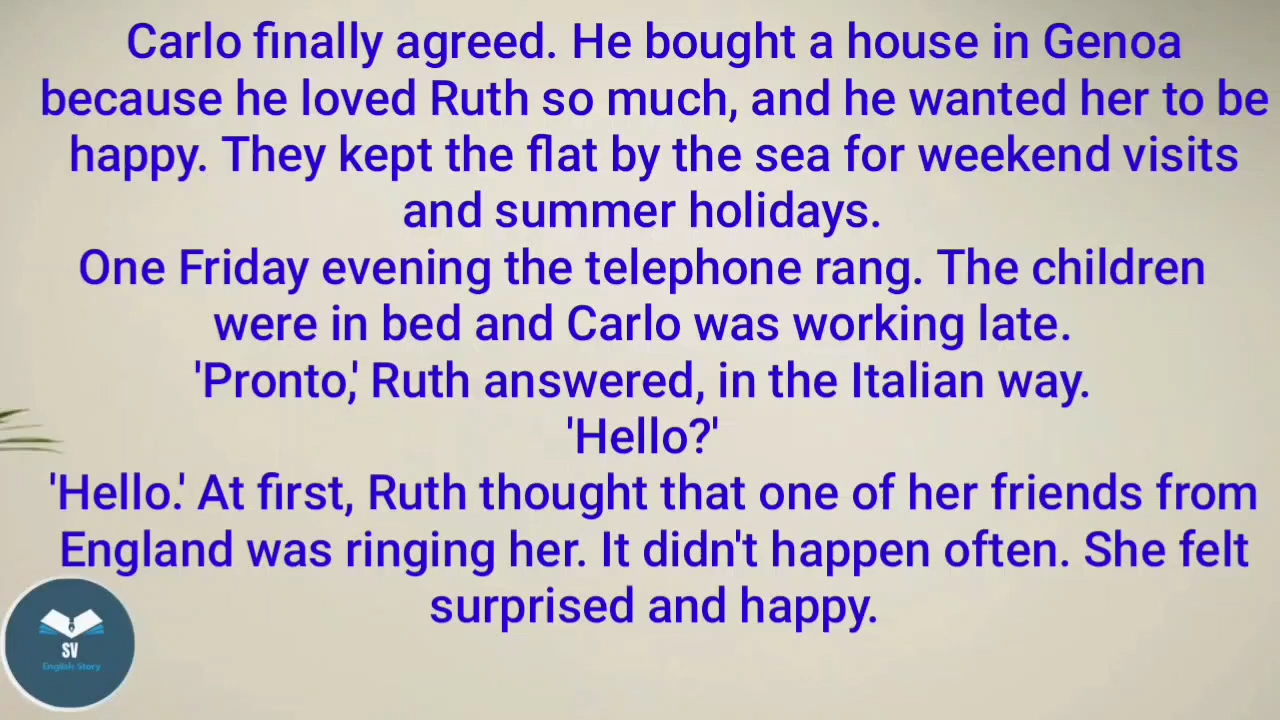 Carlo finally agreed. He bought a house in Genoa
because he loved Ruth so much, and he wanted her to be
happy. They kept the flat by the sea for weekend visits
and summer holidays.
One Friday evening the telephone rang. The children
were in bed and Carlo was working late.
'Pronto,' Ruth answered, in the Italian way.
'Hello?'
'Hello.' At first, Ruth thought that one of her friends from
England was ringing her. It didn't happen often. She felt
surprised and happy.
SV
English Story